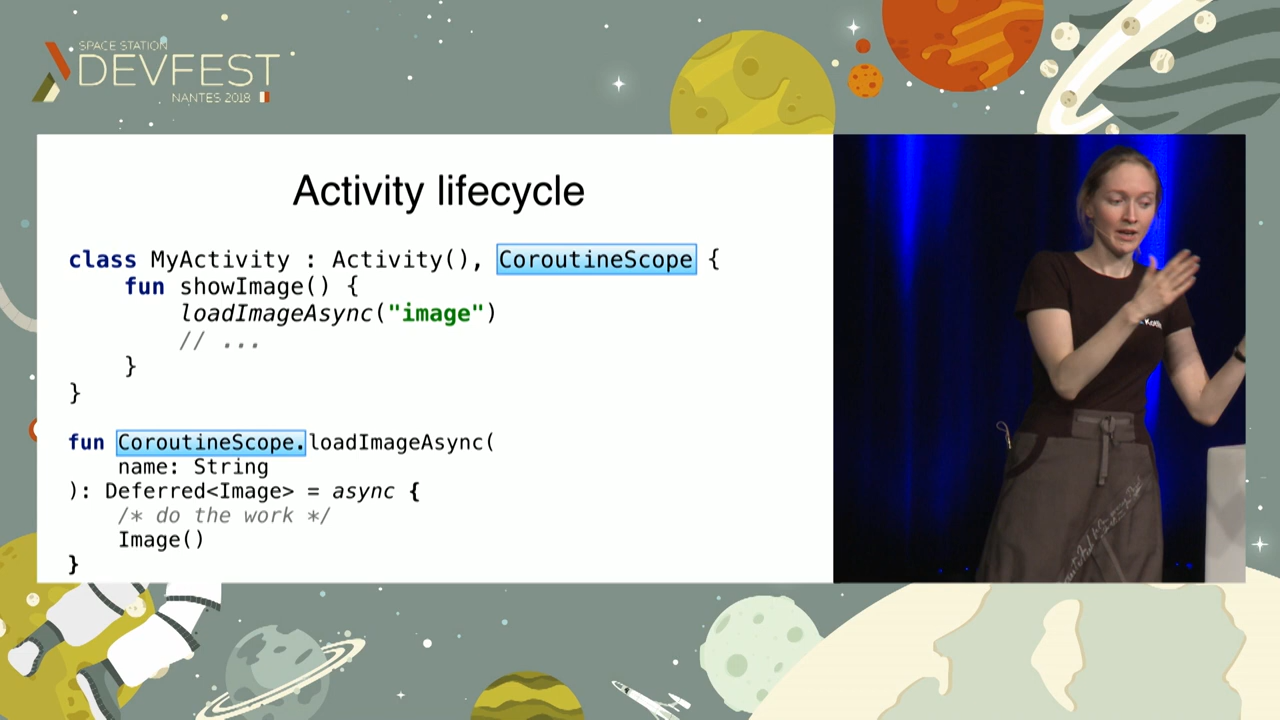 SPACE STATION
DEVFEST
NANTES 2018
Activity lifecycle
class MyActivity : Activity(), CoroutineScope {
    fun showImage() {
        loadImageAsync("image")
        // ...
    }
}
fun CoroutineScope.loadImageAsync(
    name: String
): Deferred<Image> = async {
    /* do the work */
    Image()
}